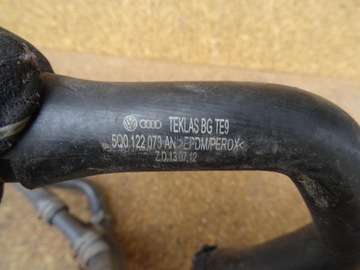 TEKLAS BG TE9
5Q0 122 073 AN >EPDM/PEROX<
Z.D.13.07.12